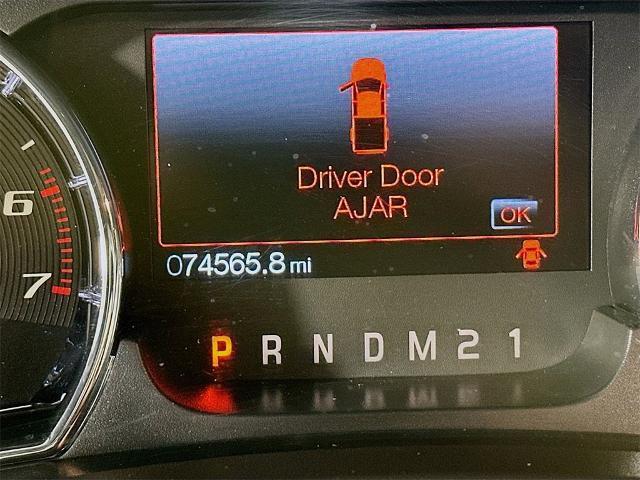 6
7
Driver Door
AJAR
OK
074565.8 mi
P R N D M 2 1